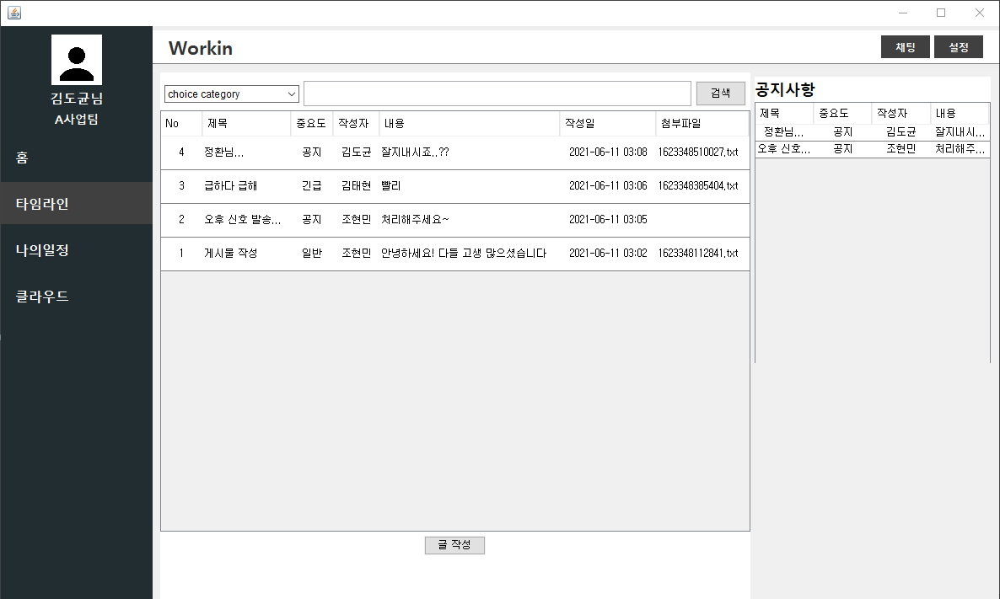 김도균님
A사업팀
홈
타임라인
나의일정
클라우드
Workin
채팅 설정
choice category 검색
No 제목 중요도 작성자 내용 작성일 첨부파일
4 정환님... 공지 김도균 잘지내시죠..?? 2021-06-11 03:08 1623348510027.txt
3 급하다 급해 긴급 김태현 빨리 2021-06-11 03:06 1623348385404.txt
2 오후 신호 발송... 공지 조현민 처리해주세요~ 2021-06-11 03:05
1 게시물 작성 일반 조현민 안녕하세요! 다들 고생 많으셨습니다 2021-06-11 03:02 1623348112841.txt
글 작성
공지사항
제목 중요도 작성자 내용
정환님... 공지 김도균 잘지내시...
오후 신호... 공지 조현민 처리해주...